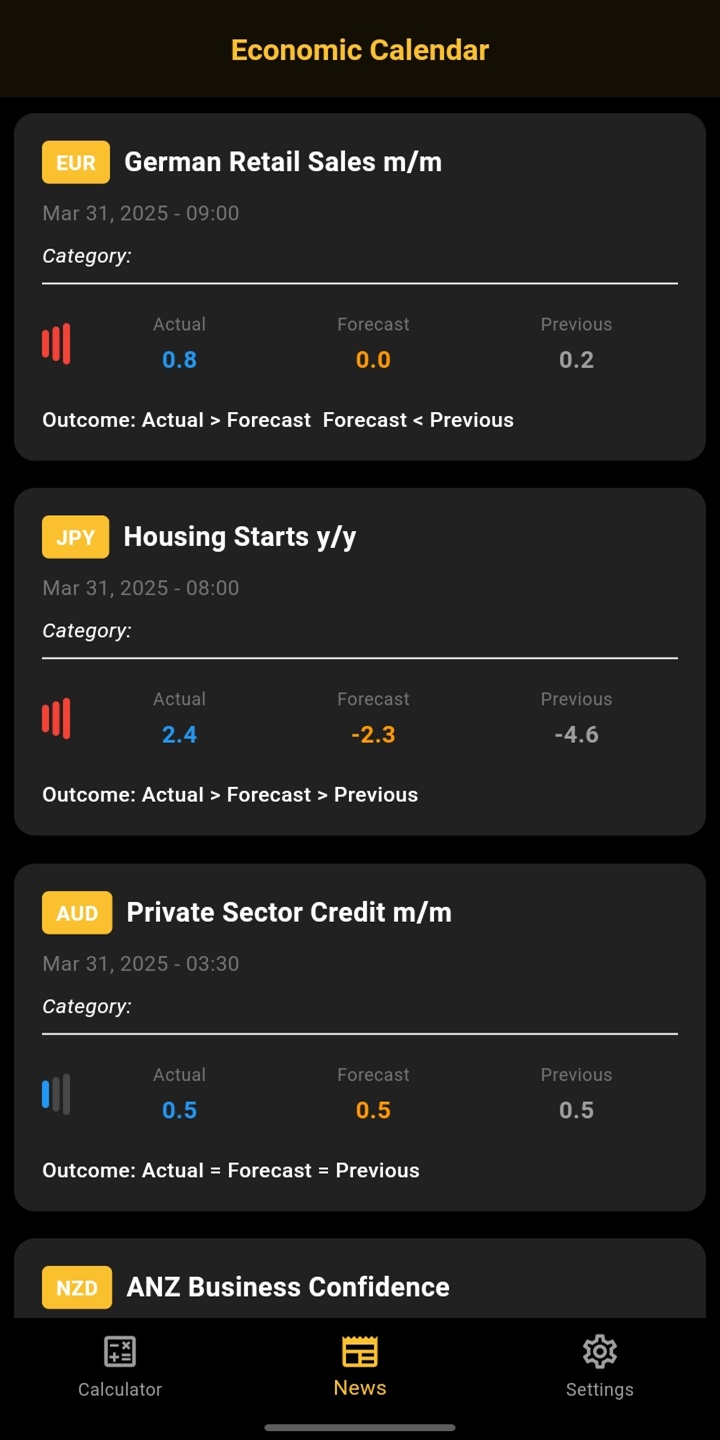 Economic Calendar
EUR German Retail Sales m/m
Mar 31, 2025 - 09:00
Category:
Actual Forecast Previous
0.8 0.0 0.2
Outcome: Actual > Forecast  Forecast < Previous
JPY Housing Starts y/y
Mar 31, 2025 - 08:00
Category:
Actual Forecast Previous
2.4 -2.3 -4.6
Outcome: Actual > Forecast > Previous
AUD Private Sector Credit m/m
Mar 31, 2025 - 03:30
Category:
Actual Forecast Previous
0.5 0.5 0.5
Outcome: Actual = Forecast = Previous
NZD ANZ Business Confidence
Calculator News Settings